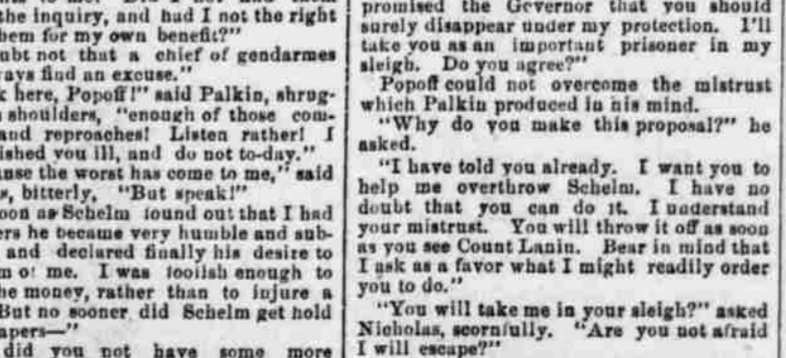 the inquiry, and had I not the right
hem for my own benefit?"
ubt not that a chief of gendarmes
ays find an excuse."
k here, Popoff!" said Palkin, shrug-
shoulders, "enough of those com-
and reproaches! Listen rather! I
ished you ill, and do not to-day."
use the worst has come to me," said
s, bitterly, "But speak!"
oon as Schelm found out that I had
ers he became very humble and sub-
and declared finally his desire to
m of me. I was foolish enough to
he money, rather than to injure a
But no sooner did Schelm get hold
apers—"
did you not have some more
promised the Governor that you should
surely disappear under my protection. I'll
take you as an important prisoner in my
sleigh. Do you agree?"
Popoff could not overcome the mistrust
which Palkin produced in his mind.
"Why do you make this proposal?" he
asked.
"I have told you already. I want you to
help me overthrow Schelm. I have no
doubt that you can do it. I understand
your mistrust. You will throw it off as soon
as you see Count Lanin. Bear in mind that
I ask as a favor what I might readily order
you to do."
"You will take me in your sleigh?" asked
Nicholas, scornfully. "Are you not afraid
I will escape?"